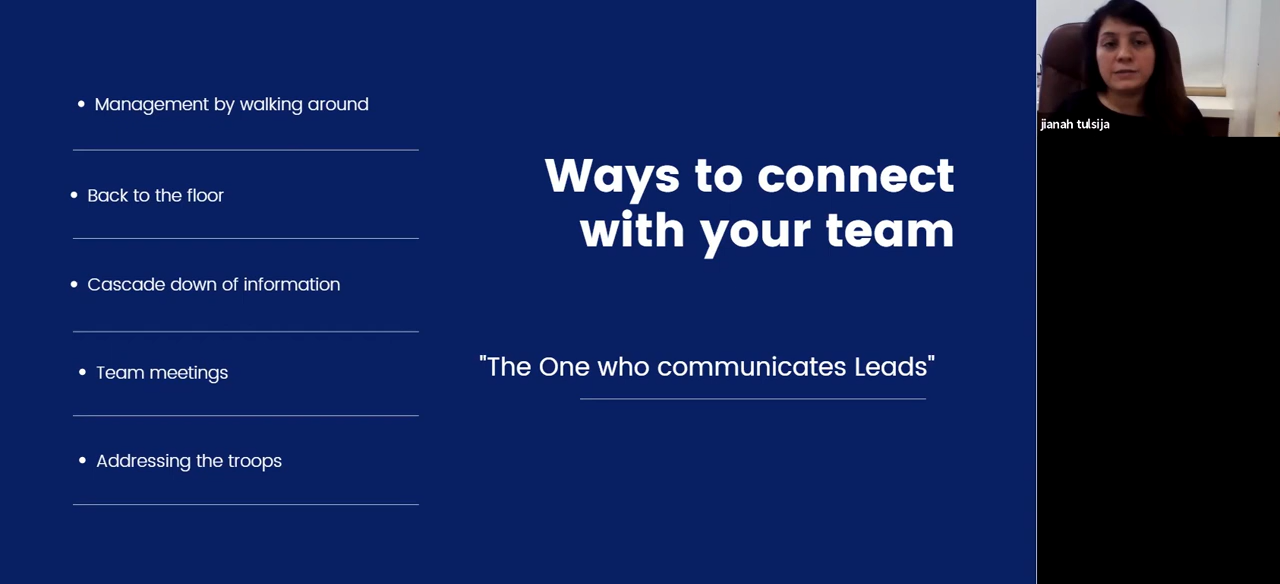 • Management by walking around
• Back to the floor
• Cascade down of information
• Team meetings
• Addressing the troops
Ways to connect
with your team
"The One who communicates Leads"
jianah tulsija